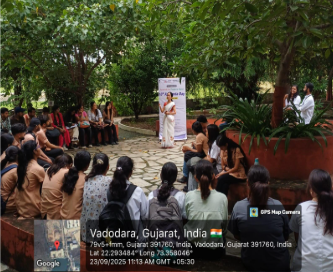 GPS Map Camera
Vadodara, Gujarat, India 🇮🇳
79v5+fmm, Gujarat 391760, India, Vadodara, Gujarat 391760, India
Lat 22.293484° Long 73.358046°
23/09/2025 11:13 AM GMT +05:30
Google